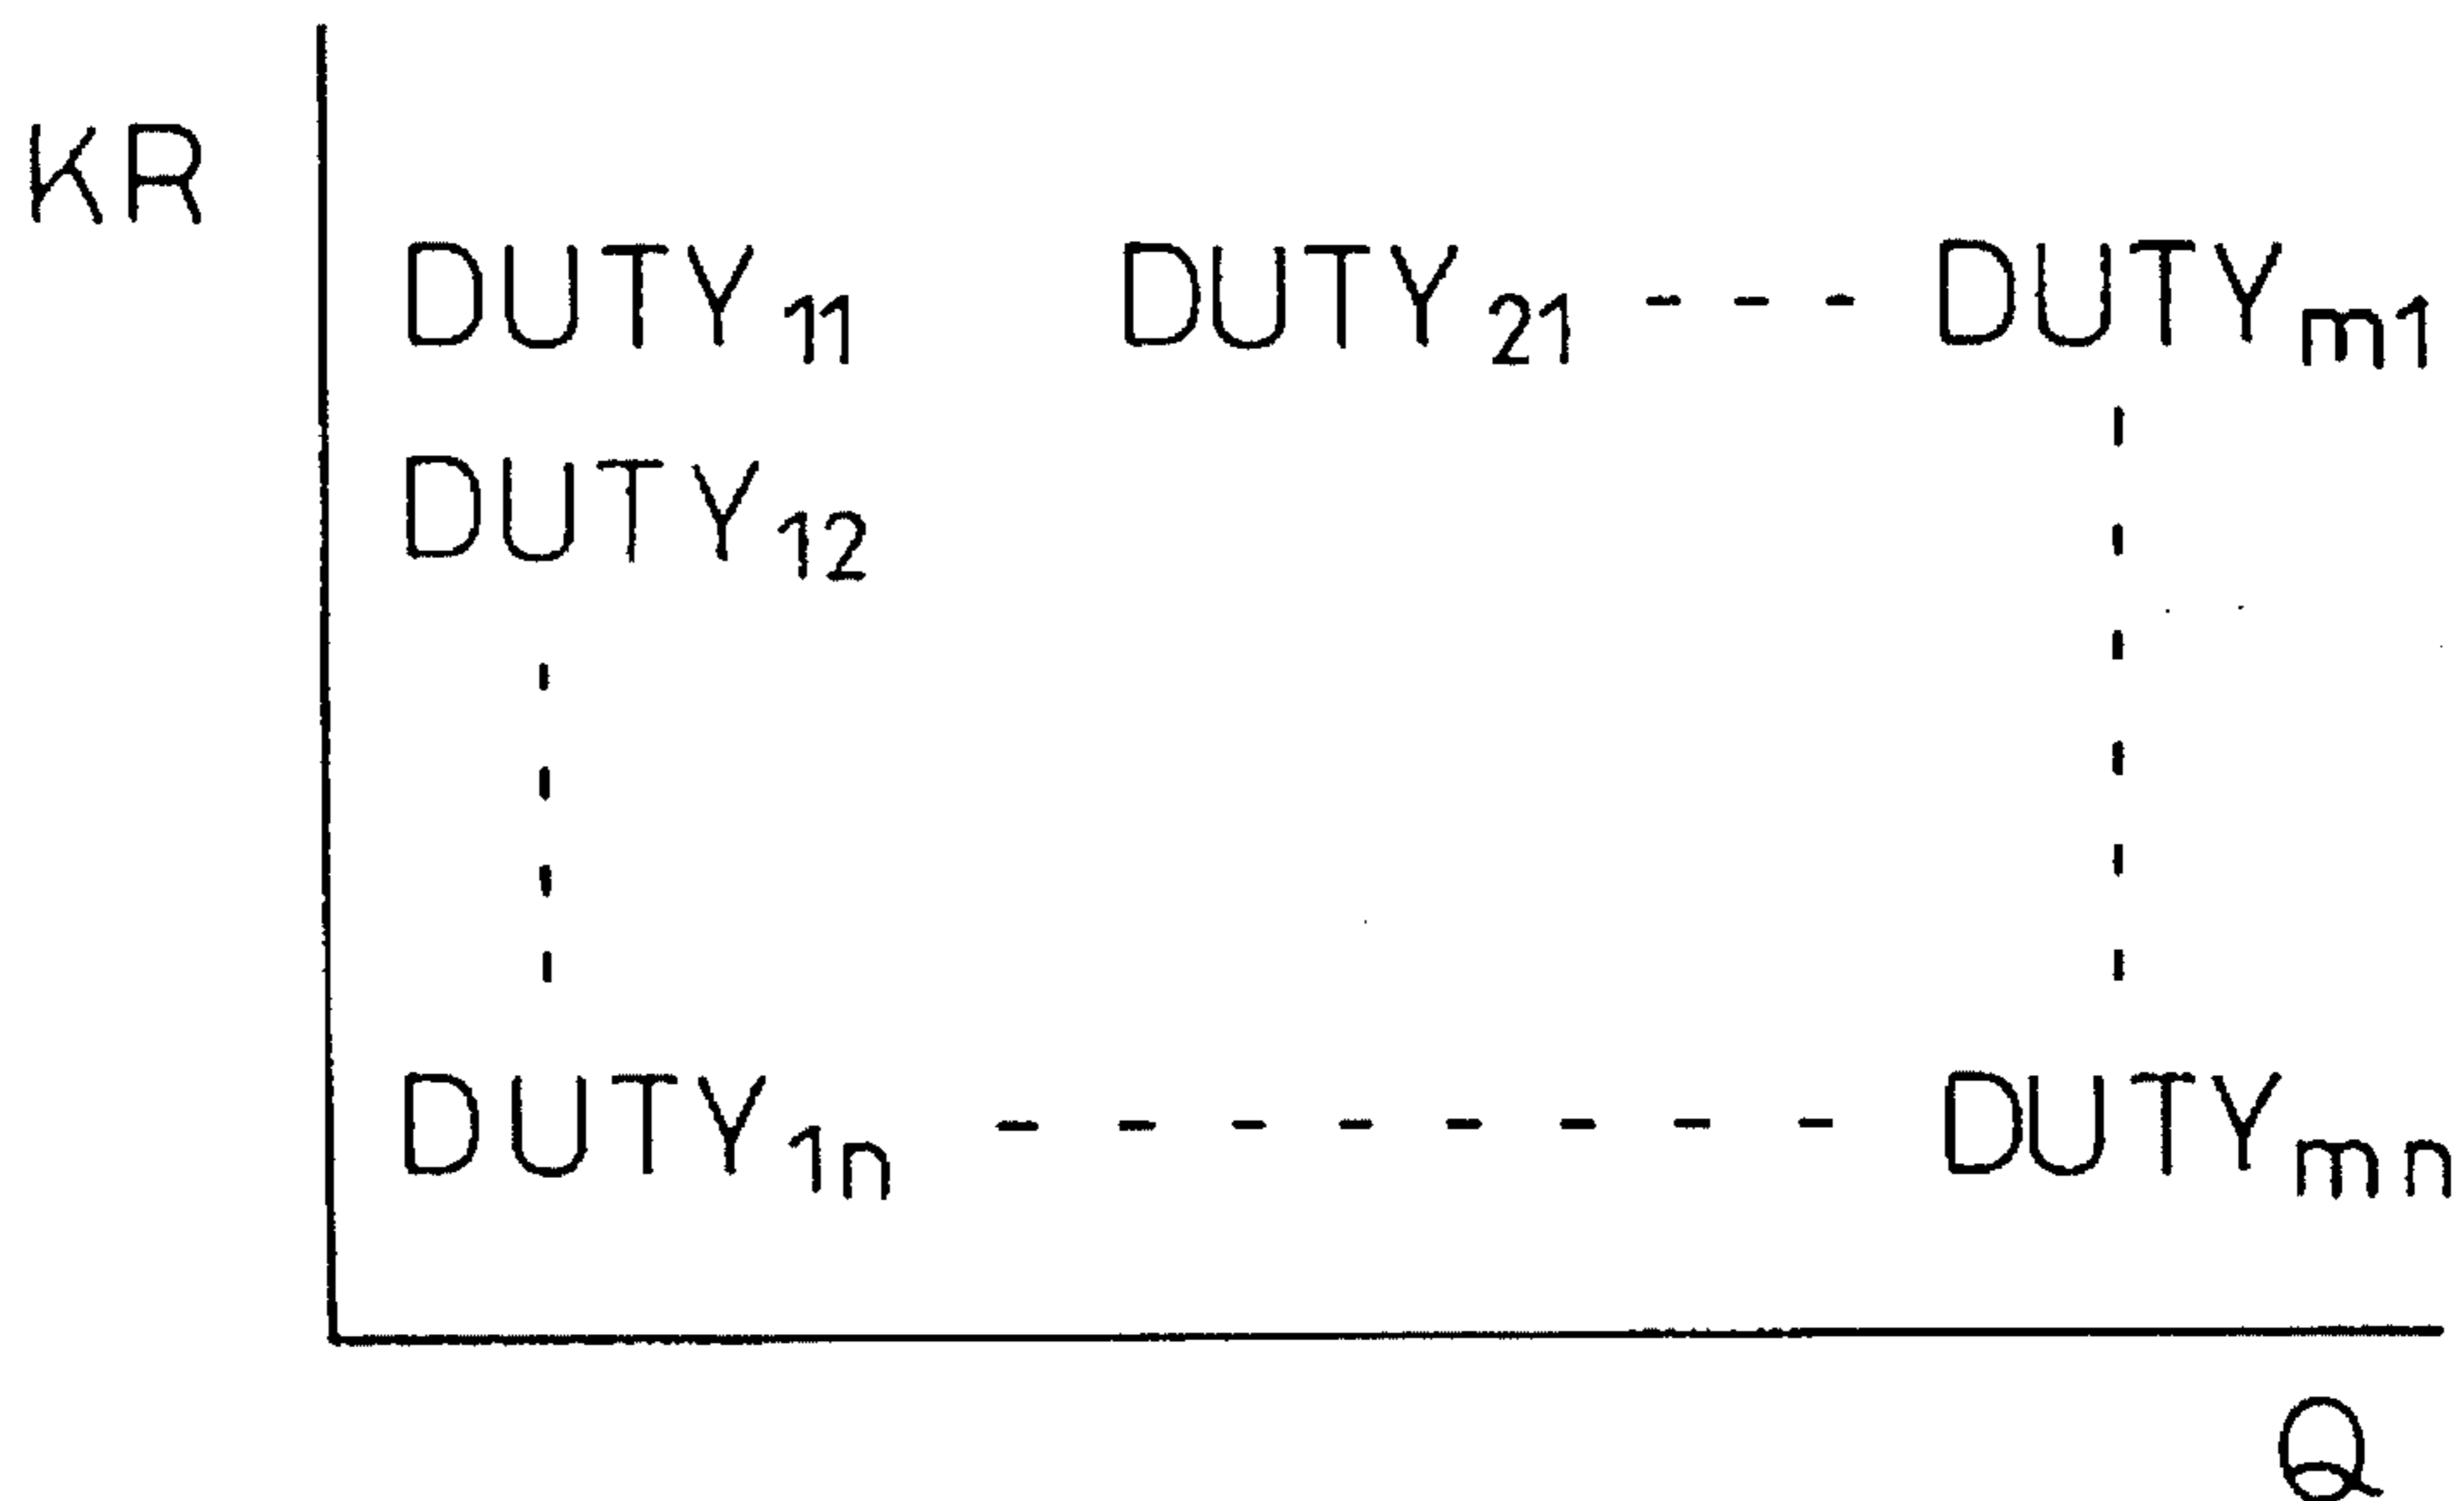 KR
DUTY₁₁ DUTY₂₁ --- DUTYₘ₁
DUTY₁₂
DUTY₁ₙ -------- DUTYₘₙ
Q